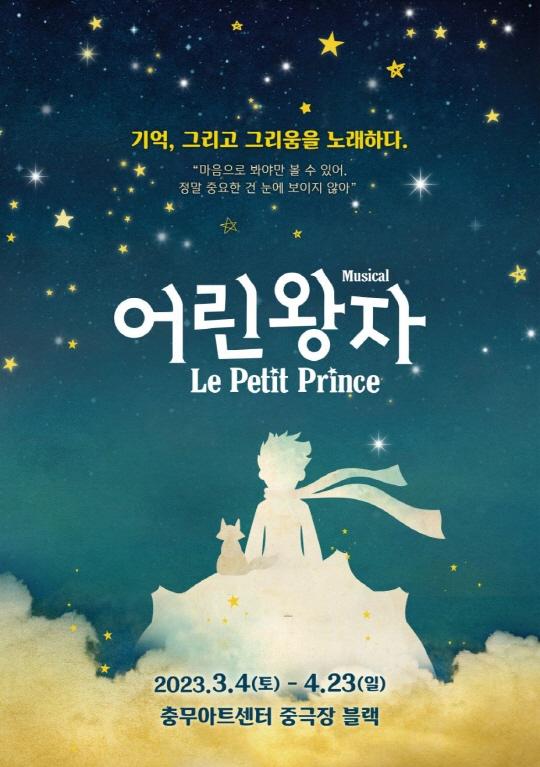 기억, 그리고 그리움을 노래하다.
“마음으로 봐야만 볼 수 있어.
정말 중요한 건 눈에 보이지 않아”
Musical
어린왕자
Le Petit Prince
2023.3.4(토) - 4.23(일)
충무아트센터 중극장 블랙